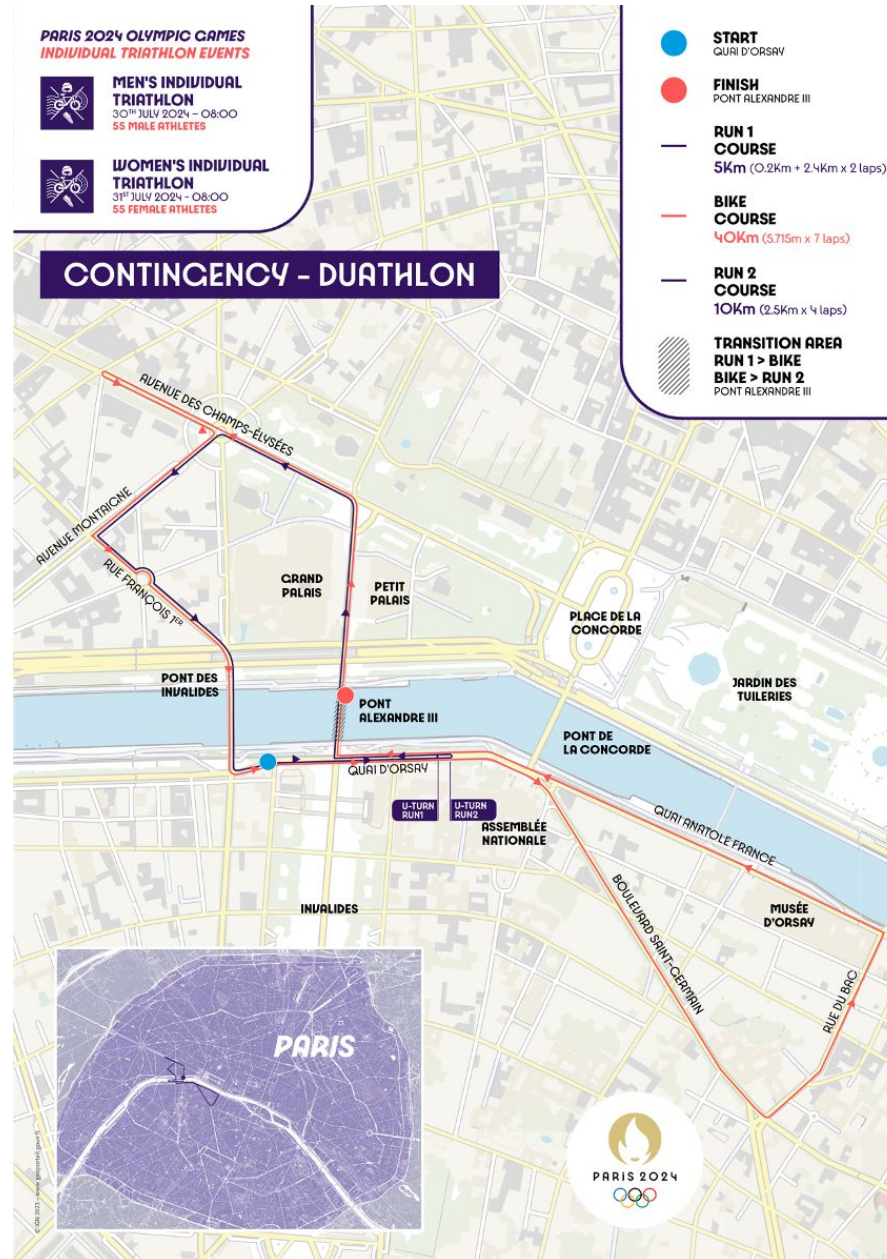 PARIS 2024 OLYMPIC GAMES
INDIVIDUAL TRIATHLON EVENTS
MEN'S INDIVIDUAL
TRIATHLON
30TH JULY 2024 – 08:00
55 MALE ATHLETES
WOMEN'S INDIVIDUAL
TRIATHLON
31ST JULY 2024 – 08:00
55 FEMALE ATHLETES
CONTINGENCY – DUATHLON
START
QUAI D'ORSAY
FINISH
PONT ALEXANDRE III
RUN 1
COURSE
5Km (0.2Km + 2.4Km x 2 laps)
BIKE
COURSE
40Km (5.715m x 7 laps)
RUN 2
COURSE
10Km (2.5Km x 4 laps)
TRANSITION AREA
RUN 1 > BIKE
BIKE > RUN 2
PONT ALEXANDRE III
AVENUE DES CHAMPS-ÉLYSÉES
AVENUE MONTAIGNE
RUE FRANÇOIS 1ER
GRAND
PALAIS
PETIT
PALAIS
PLACE DE LA
CONCORDE
JARDIN DES
TUILERIES
PONT DES
INVALIDES
PONT
ALEXANDRE III
PONT DE
LA CONCORDE
QUAI D'ORSAY
U-TURN
RUN1
U-TURN
RUN2
ASSEMBLÉE
NATIONALE
QUAI ANATOLE FRANCE
BOULEVARD SAINT-GERMAIN
MUSÉE
D'ORSAY
RUE DU BAC
INVALIDES
PARIS
PARIS 2024
© IGN 2023 – www.geoportail.gouv.fr